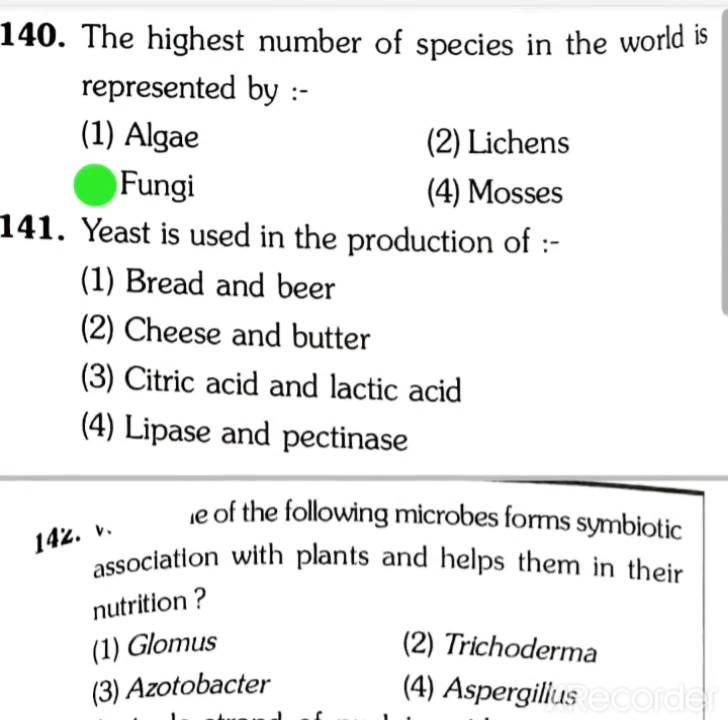 140. The highest number of species in the world is
represented by :-
(1) Algae (2) Lichens
Fungi (4) Mosses
141. Yeast is used in the production of :-
(1) Bread and beer
(2) Cheese and butter
(3) Citric acid and lactic acid
(4) Lipase and pectinase
142. of the following microbes forms symbiotic
association with plants and helps them in their
nutrition ?
(1) Glomus (2) Trichoderma
(3) Azotobacter (4) Aspergillus
XRecorder